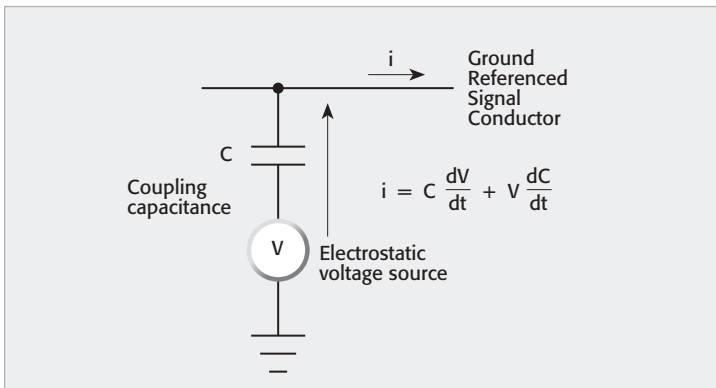 i
Ground
Referenced
Signal
Conductor
C
Coupling
capacitance
i = C dV/dt + V dC/dt
V
Electrostatic
voltage source